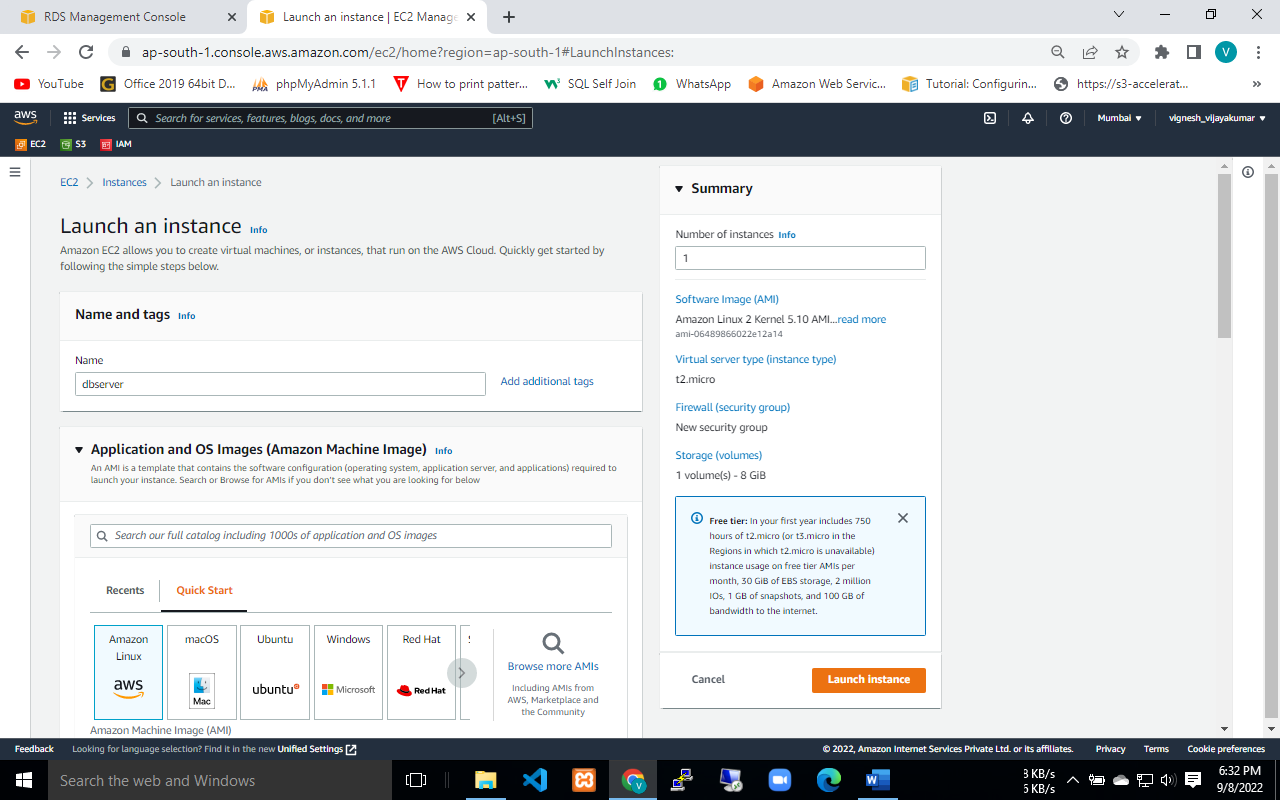 RDS Management Console
Launch an instance | EC2 Manage
V
ap-south-1.console.aws.amazon.com/ec2/home?region=ap-south-1#LaunchInstances:
YouTube
Office 2019 64bit D...
phpMyAdmin 5.1.1
How to print patter...
SQL Self Join
WhatsApp
Amazon Web Servic...
Tutorial: Configurin...
https://s3-accelerat...
»
aws
Services
Search for services, features, blogs, docs, and more
[Alt+S]
Mumbai
vignesh_vijayakumar
EC2
S3
IAM
EC2
Instances
Launch an instance
Launch an instance Info
Amazon EC2 allows you to create virtual machines, or instances, that run on the AWS Cloud. Quickly get started by
following the simple steps below.
Name and tags Info
Name
dbserver
Add additional tags
Application and OS Images (Amazon Machine Image) Info
An AMI is a template that contains the software configuration (operating system, application server, and applications) required to
launch your instance. Search or Browse for AMIs if you don't see what you are looking for below
Search our full catalog including 1000s of application and OS images
Recents
Quick Start
Amazon
Linux
aws
macOS
Mac
Ubuntu
ubuntu
Windows
Microsoft
Red Hat
Red Hat
Browse more AMIs
Including AMIs from
AWS, Marketplace and
the Community
Amazon Machine Image (AMI)
Summary
Number of instances Info
1
Software Image (AMI)
Amazon Linux 2 Kernel 5.10 AMI...read more
ami-06489866022e12a14
Virtual server type (instance type)
t2.micro
Firewall (security group)
New security group
Storage (volumes)
1 volume(s) - 8 GiB
Free tier: In your first year includes 750
hours of t2.micro (or t3.micro in the
Regions in which t2.micro is unavailable)
instance usage on free tier AMIs per
month, 30 GiB of EBS storage, 2 million
IOs, 1 GB of snapshots, and 100 GB of
bandwidth to the internet.
Cancel
Launch instance
Feedback
Looking for language selection? Find it in the new Unified Settings
© 2022, Amazon Internet Services Private Ltd. or its affiliates.
Privacy
Terms
Cookie preferences
Search the web and Windows
KB/s
KB/s
6:32 PM
9/8/2022